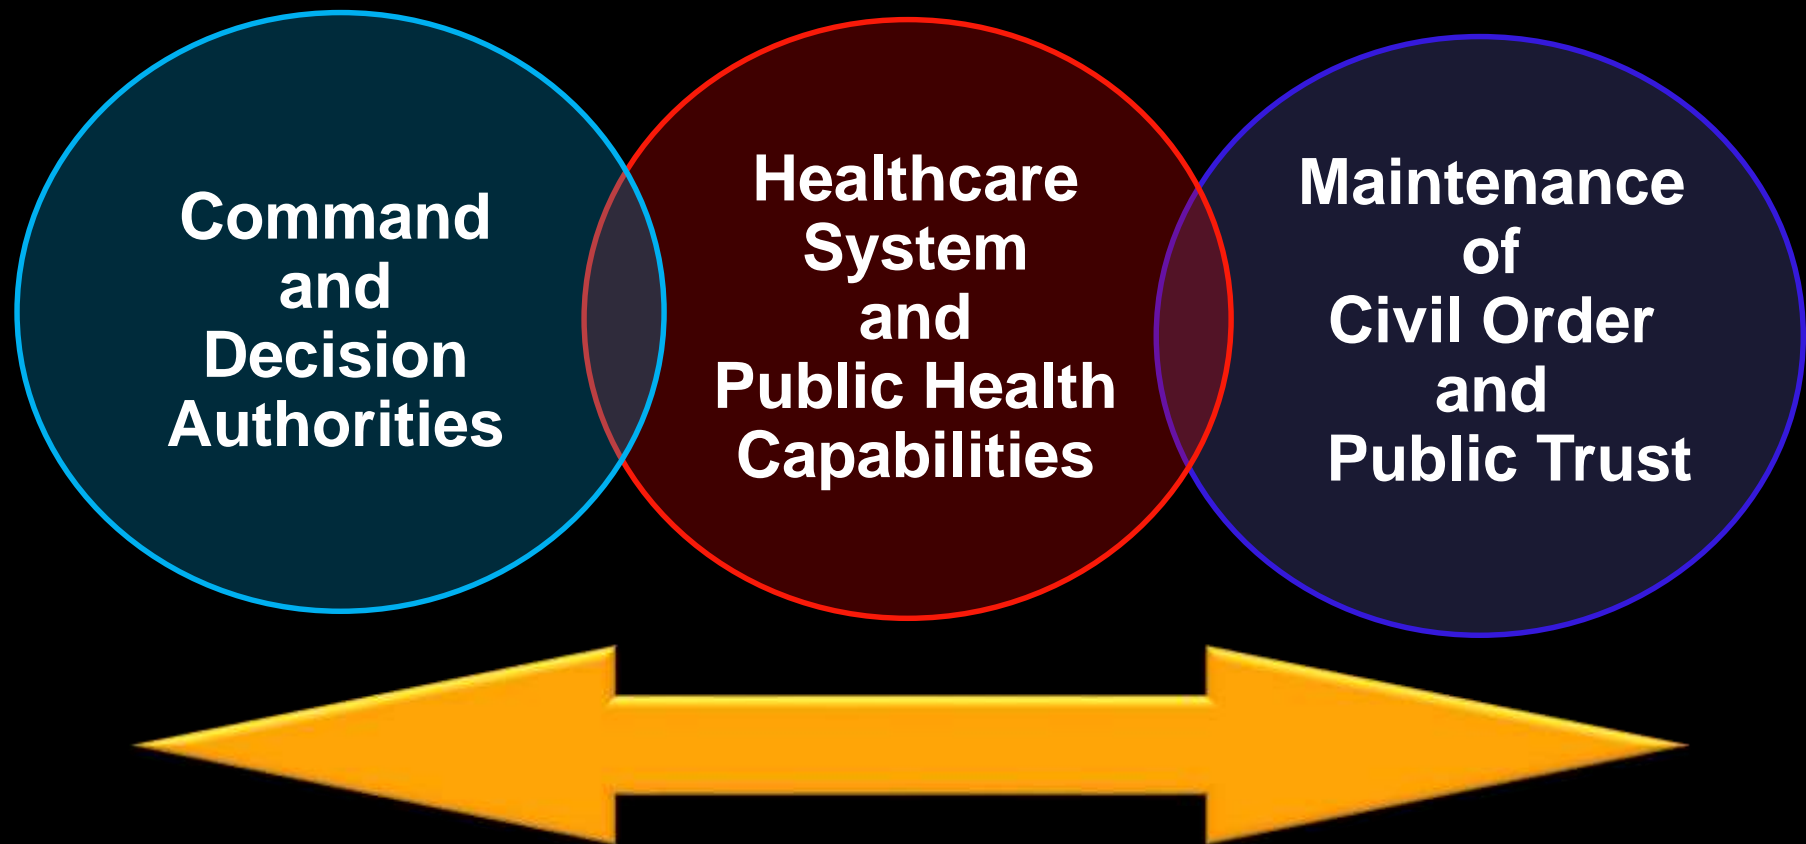 Command
and
Decision
Authorities
Healthcare
System
and
Public Health
Capabilities
Maintenance
of
Civil Order
and
Public Trust